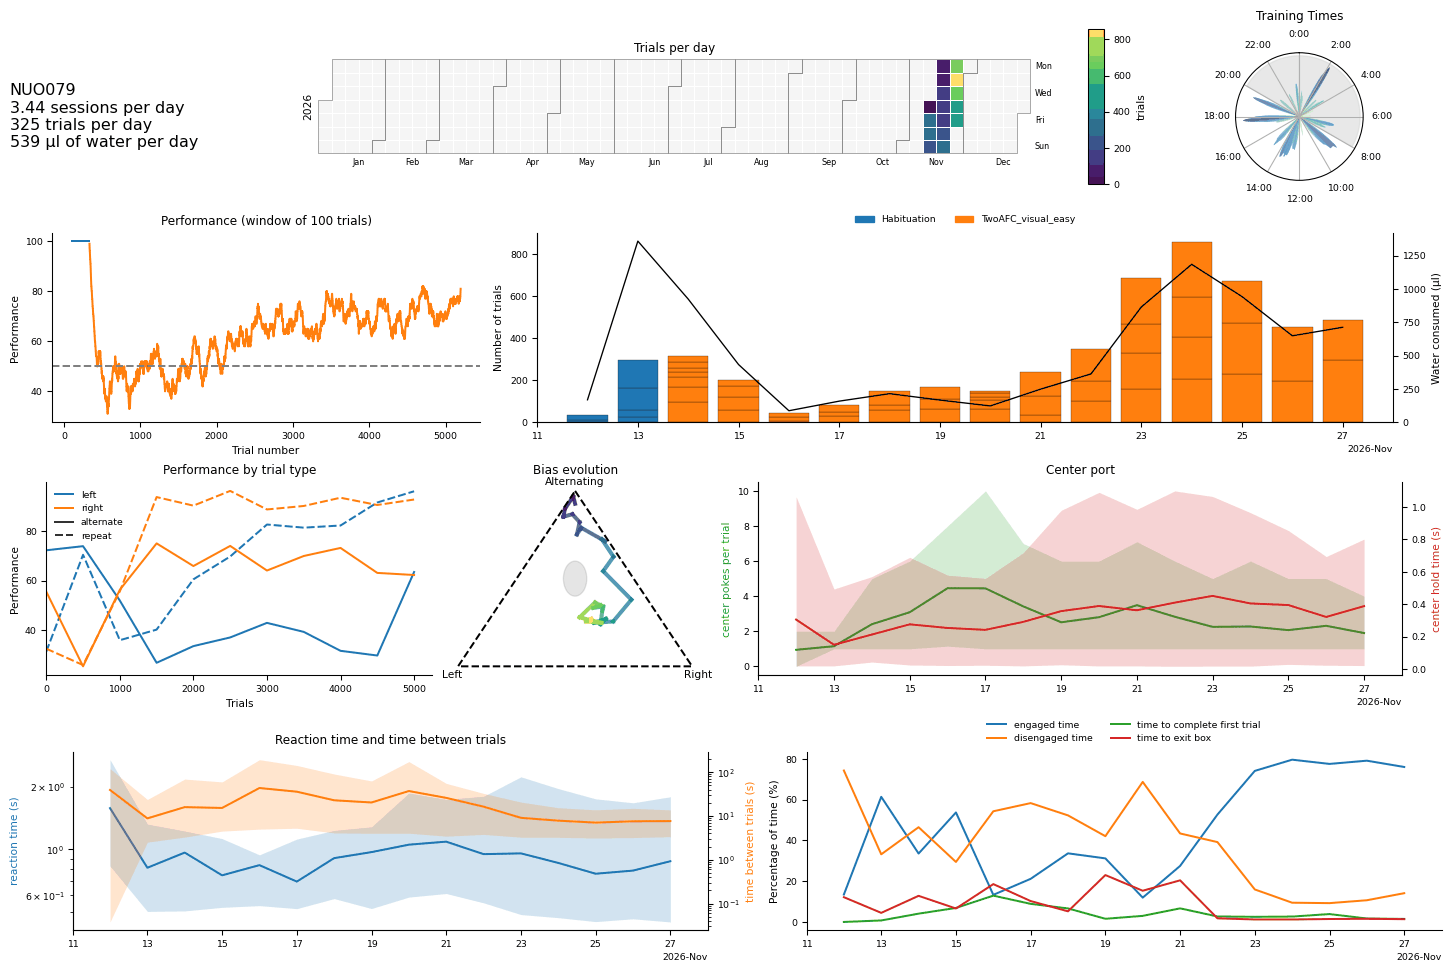 NUO079
3.44 sessions per day
325 trials per day
539 µl of water per day
Trials per day
2026
Mon
Wed
Fri
Sun
Jan Feb Mar Apr May Jun Jul Aug Sep Oct Nov Dec
800
600
400
200
0
trials
Training Times
0:00
2:00
4:00
6:00
8:00
10:00
12:00
14:00
16:00
18:00
20:00
22:00
Performance (window of 100 trials)
Performance
100
80
60
40
0 1000 2000 3000 4000 5000
Trial number
Habituation TwoAFC_visual_easy
Number of trials
800
600
400
200
0
11 13 15 17 19 21 23 25 27
2026-Nov
1250
1000
750
500
250
0
Water consumed (µl)
Performance by trial type
left
right
alternate
repeat
Performance
80
60
40
0 1000 2000 3000 4000 5000
Trials
Bias evolution
Alternating
Left Right
Center port
center pokes per trial
10
8
6
4
2
0
11 13 15 17 19 21 23 25 27
2026-Nov
1.0
0.8
0.6
0.4
0.2
0.0
center hold time (s)
Reaction time and time between trials
reaction time (s)
2 × 10⁰
10⁰
6 × 10⁻¹
11 13 15 17 19 21 23 25 27
2026-Nov
10²
10¹
10⁰
10⁻¹
time between trials (s)
engaged time time to complete first trial
disengaged time time to exit box
Percentage of time (%)
80
60
40
20
0
11 13 15 17 19 21 23 25 27
2026-Nov